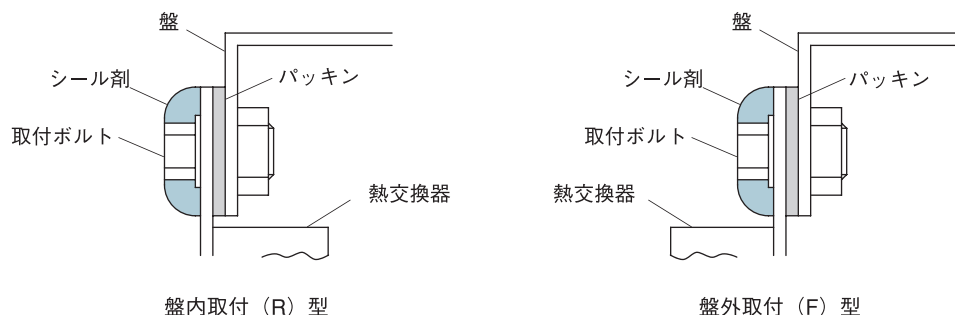 盤
シール剤
パッキン
取付ボルト
熱交換器
盤内取付（R）型
盤
シール剤
パッキン
取付ボルト
熱交換器
盤外取付（F）型